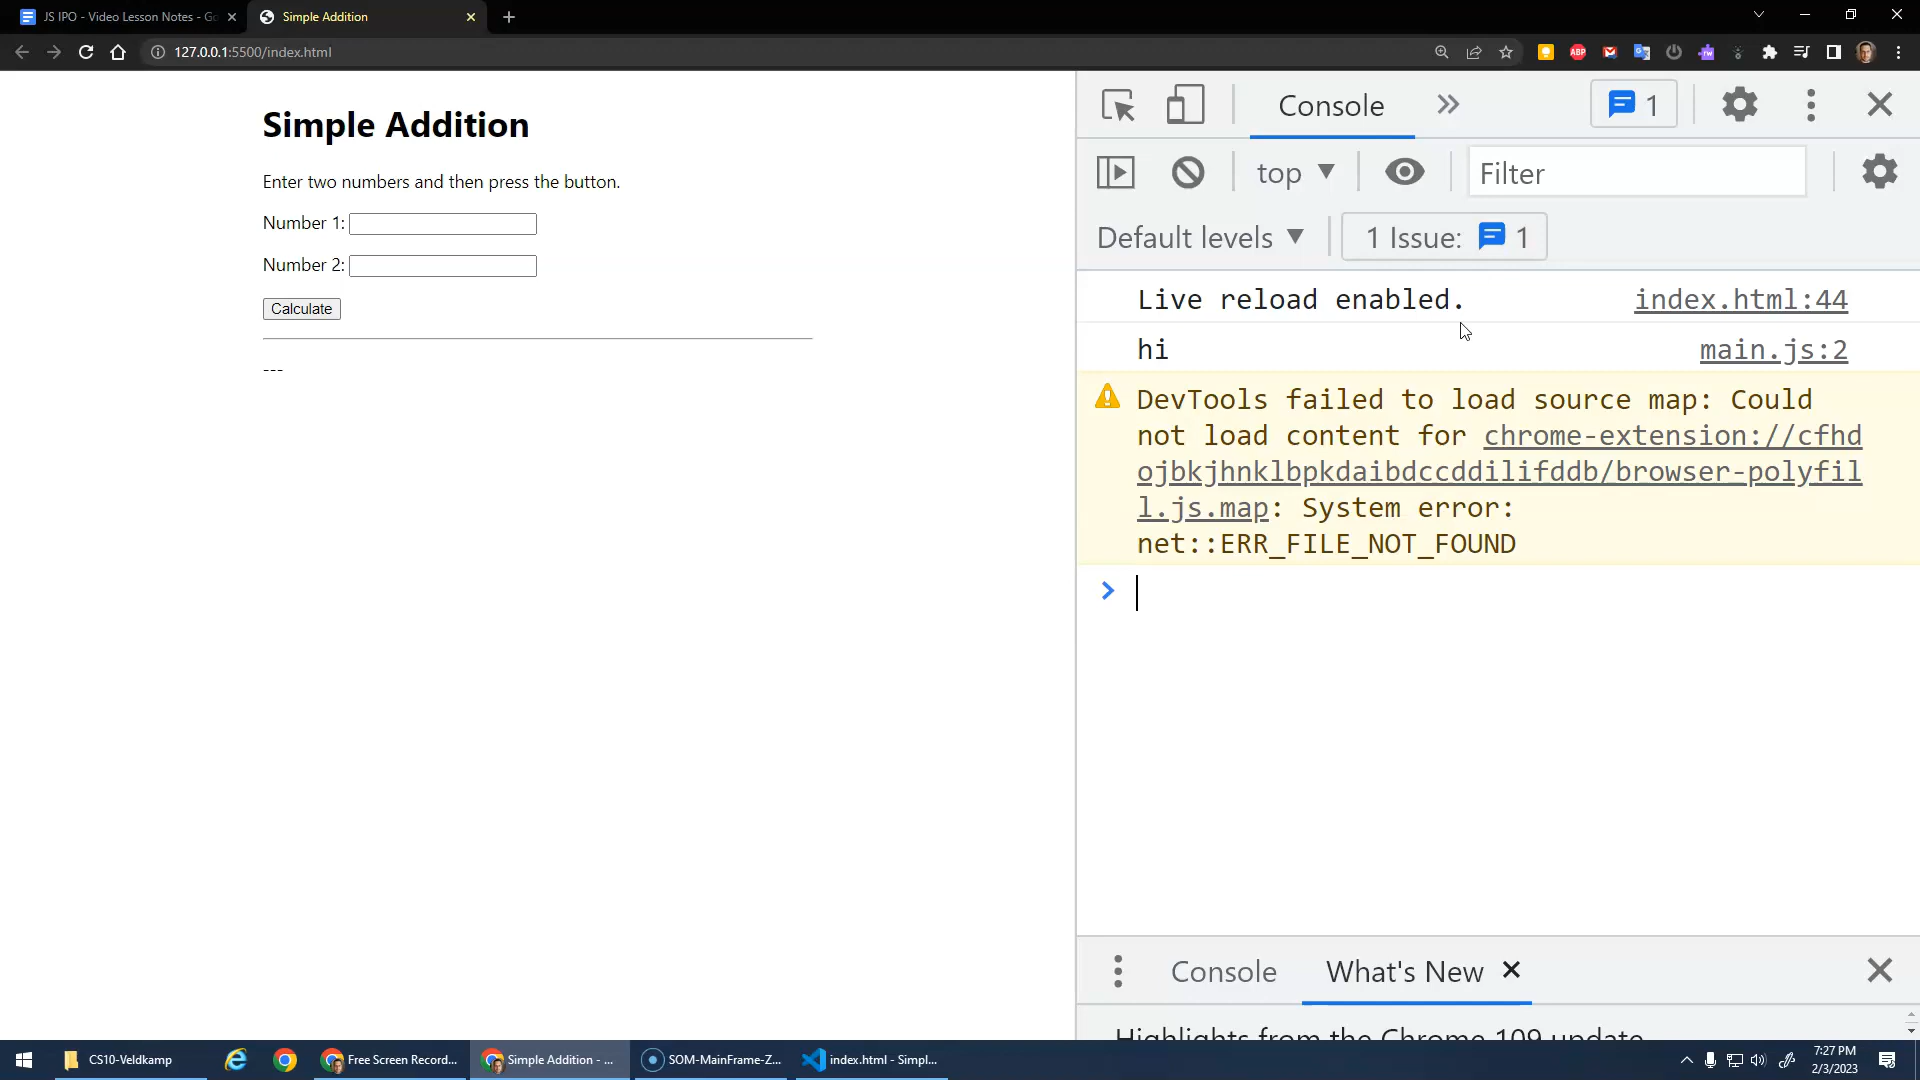 JS IPO - Video Lesson Notes - Go
Simple Addition
127.0.0.1:5500/index.html
Simple Addition
Enter two numbers and then press the button.
Number 1:
Number 2:
Calculate
---
Console
1
top
Filter
Default levels
1 Issue: 1
Live reload enabled. index.html:44
hi main.js:2
DevTools failed to load source map: Could
not load content for chrome-extension://cfhd
ojbkjhnklbpkdaibdccddilifddb/browser-polyfil
l.js.map: System error:
net::ERR_FILE_NOT_FOUND
Console
What's New
Highlights from the Chrome 109 update
CS10-Veldkamp
Free Screen Record...
Simple Addition - ...
SOM-MainFrame-Z...
index.html - Simpl...
7:27 PM
2/3/2023